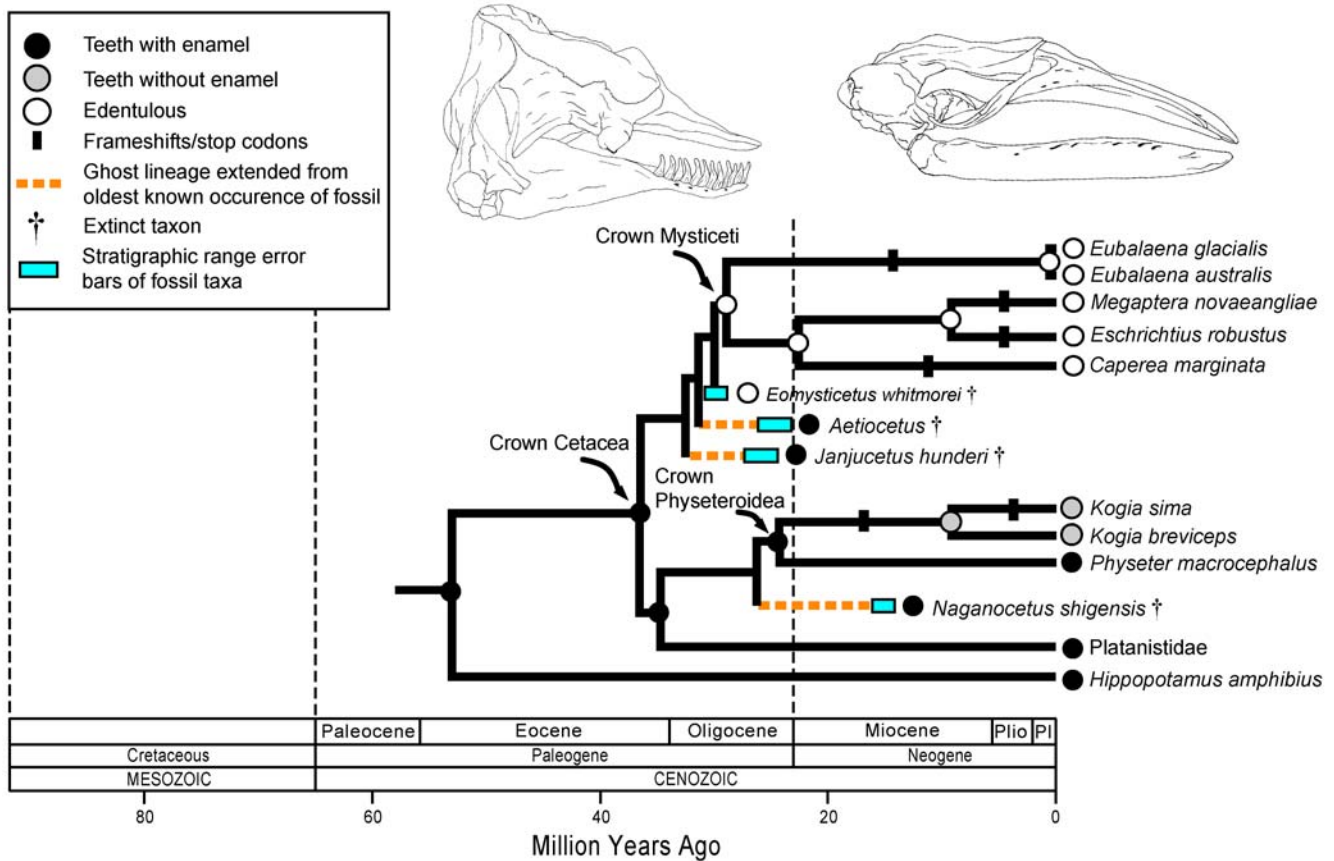 Teeth with enamel
Teeth without enamel
Edentulous
Frameshifts/stop codons
Ghost lineage extended from
oldest known occurence of fossil
† Extinct taxon
Stratigraphic range error
bars of fossil taxa
Crown Mysticeti
Eubalaena glacialis
Eubalaena australis
Megaptera novaeangliae
Eschrichtius robustus
Caperea marginata
Eomysticetus whitmorei †
Aetiocetus †
Janjucetus hunderi †
Crown Cetacea
Crown
Physeteroidea
Kogia sima
Kogia breviceps
Physeter macrocephalus
Naganocetus shigensis †
Platanistidae
Hippopotamus amphibius
Paleocene Eocene Oligocene Miocene Plio Pl
Cretaceous Paleogene Neogene
MESOZOIC CENOZOIC
80 60 40 20 0
Million Years Ago